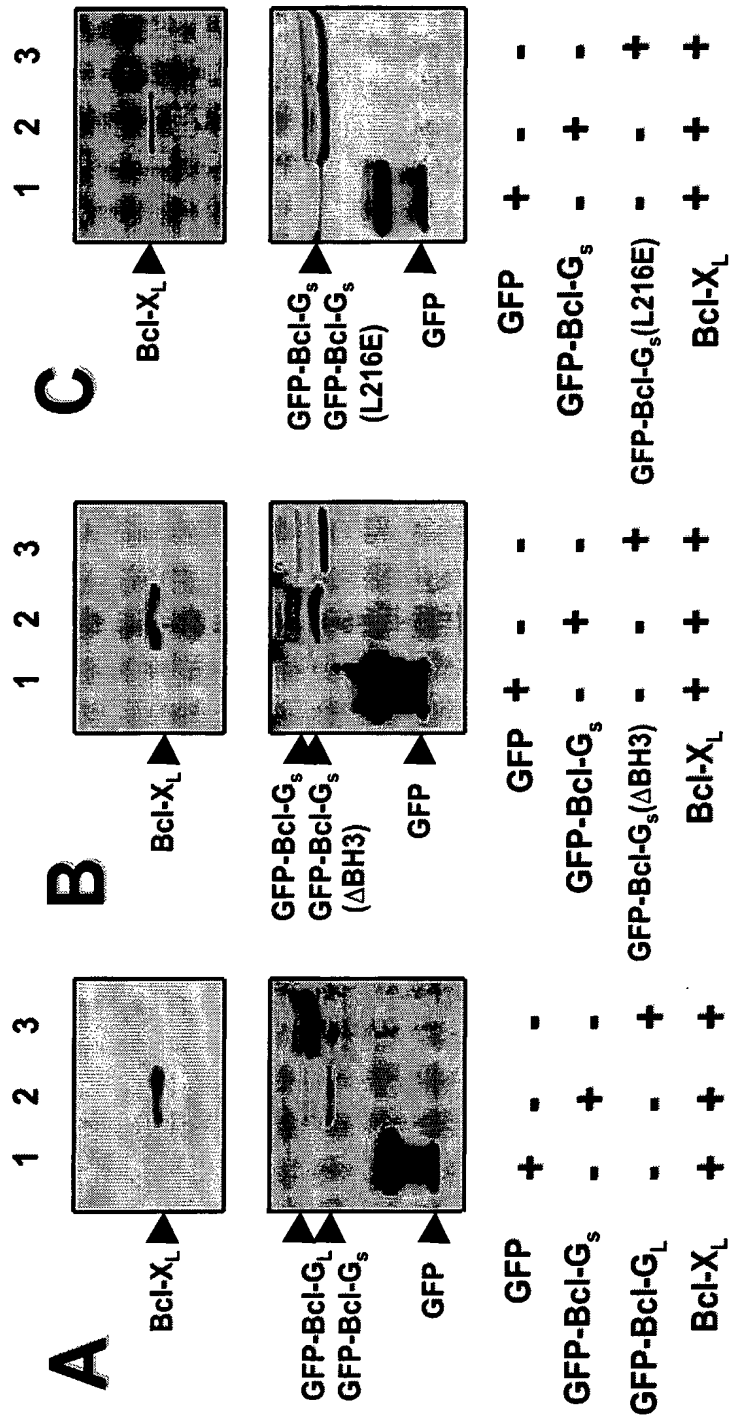 A
1 2 3
Bcl-XL
GFP-Bcl-GL
GFP-Bcl-Gs
GFP
GFP + - -
GFP-Bcl-Gs - + -
GFP-Bcl-GL - - +
Bcl-XL + + +
B
1 2 3
Bcl-XL
GFP-Bcl-Gs
GFP-Bcl-Gs
(ΔBH3)
GFP
GFP + - -
GFP-Bcl-Gs - + -
GFP-Bcl-Gs(ΔBH3) - - +
Bcl-XL + + +
C
1 2 3
Bcl-XL
GFP-Bcl-Gs
GFP-Bcl-Gs
(L216E)
GFP
GFP + - -
GFP-Bcl-Gs - + -
GFP-Bcl-Gs(L216E) - - +
Bcl-XL + + +